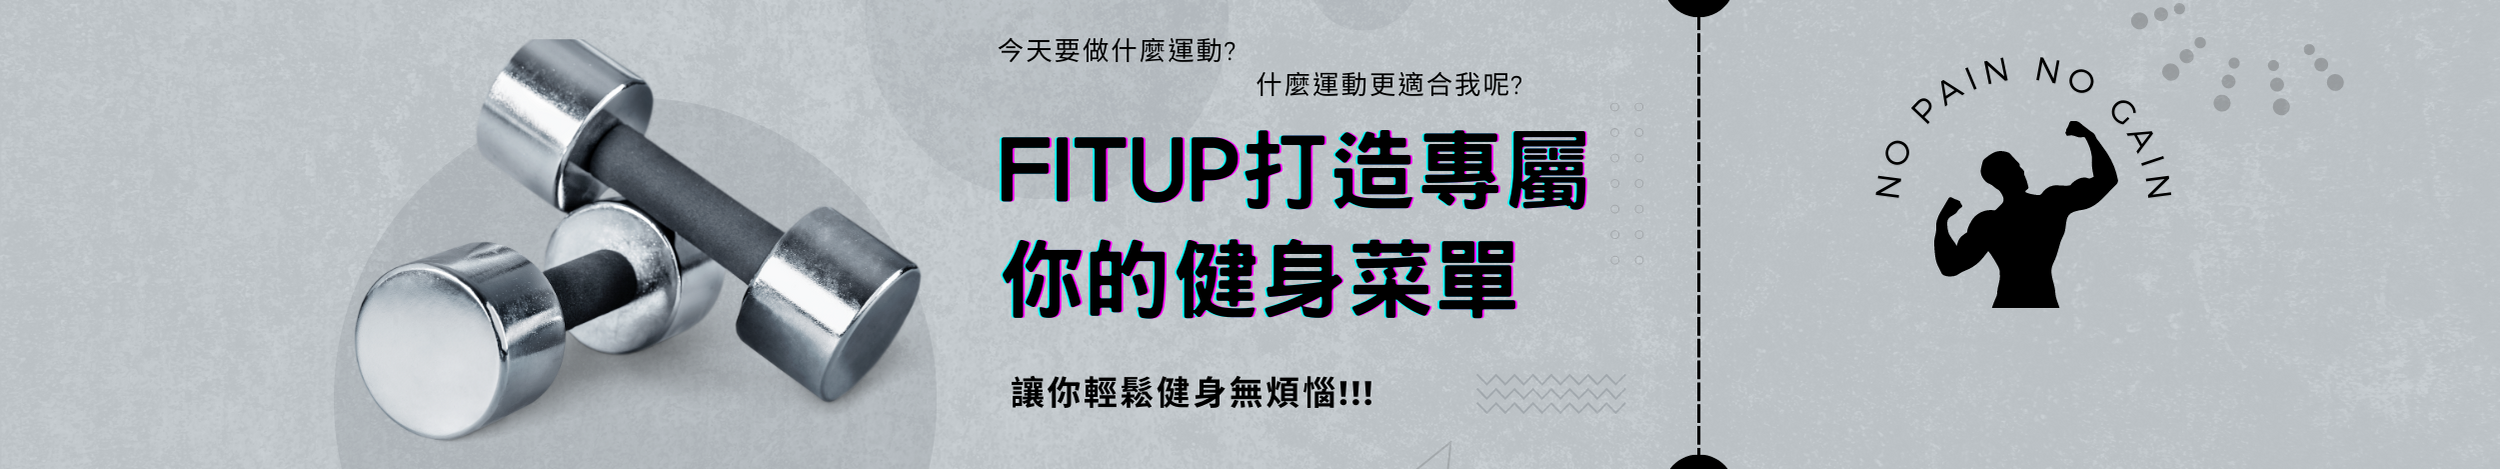 今天要做什麼運動?
什麼運動更適合我呢?
FITUP打造專屬
你的健身菜單
讓你輕鬆健身無煩惱!!!
NO PAIN NO GAIN